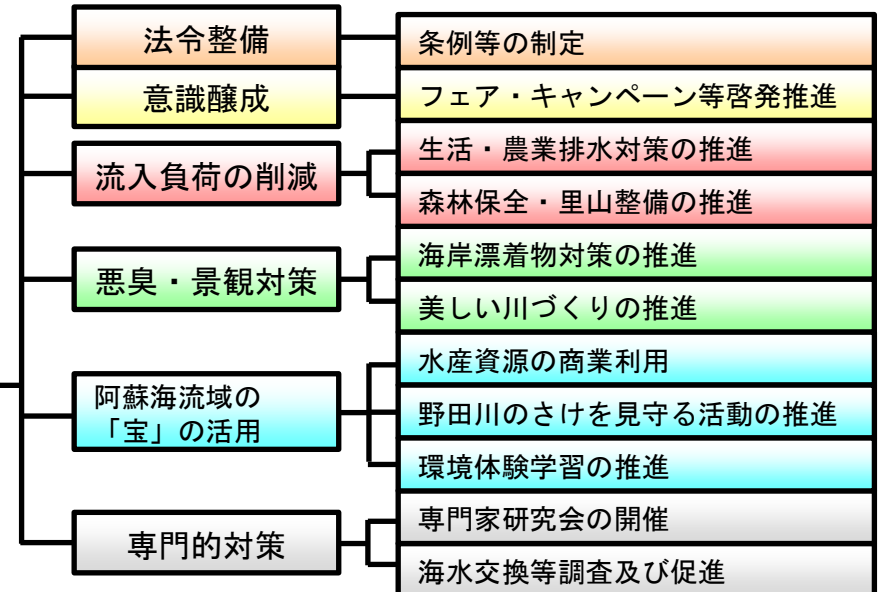 法令整備
条例等の制定
意識醸成
フェア・キャンペーン等啓発推進
流入負荷の削減
生活・農業排水対策の推進
森林保全・里山整備の推進
悪臭・景観対策
海岸漂着物対策の推進
美しい川づくりの推進
阿蘇海流域の
「宝」の活用
水産資源の商業利用
野田川のさけを見守る活動の推進
環境体験学習の推進
専門的対策
専門家研究会の開催
海水交換等調査及び促進